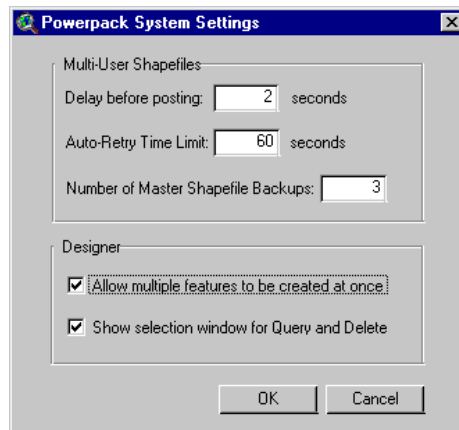 Powerpack System Settings
Multi-User Shapefiles
Delay before posting: 2 seconds
Auto-Retry Time Limit: 60 seconds
Number of Master Shapefile Backups: 3
Designer
Allow multiple features to be created at once
Show selection window for Query and Delete
OK Cancel